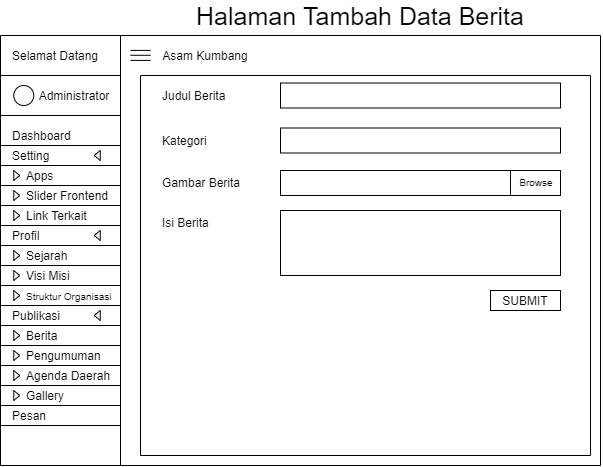 Halaman Tambah Data Berita
Selamat Datang
Asam Kumbang
Administrator
Dashboard
Setting
Apps
Slider Frontend
Link Terkait
Profil
Sejarah
Visi Misi
Struktur Organisasi
Publikasi
Berita
Pengumuman
Agenda Daerah
Gallery
Pesan
Judul Berita
Kategori
Gambar Berita
Browse
Isi Berita
SUBMIT